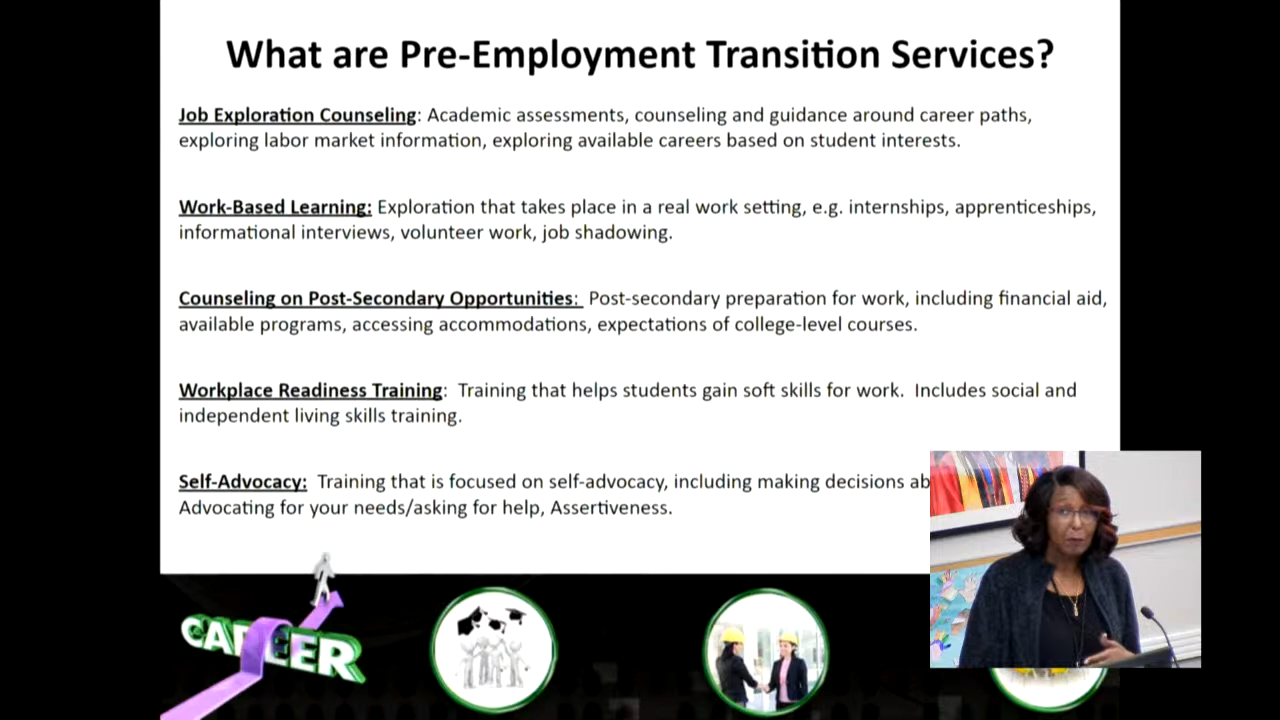 What are Pre-Employment Transition Services?
Job Exploration Counseling: Academic assessments, counseling and guidance around career paths,
exploring labor market information, exploring available careers based on student interests.
Work-Based Learning: Exploration that takes place in a real work setting, e.g. internships, apprenticeships,
informational interviews, volunteer work, job shadowing.
Counseling on Post-Secondary Opportunities: Post-secondary preparation for work, including financial aid,
available programs, accessing accommodations, expectations of college-level courses.
Workplace Readiness Training: Training that helps students gain soft skills for work. Includes social and
independent living skills training.
Self-Advocacy: Training that is focused on self-advocacy, including making decisions
Advocating for your needs/asking for help, Assertiveness.
CAREER